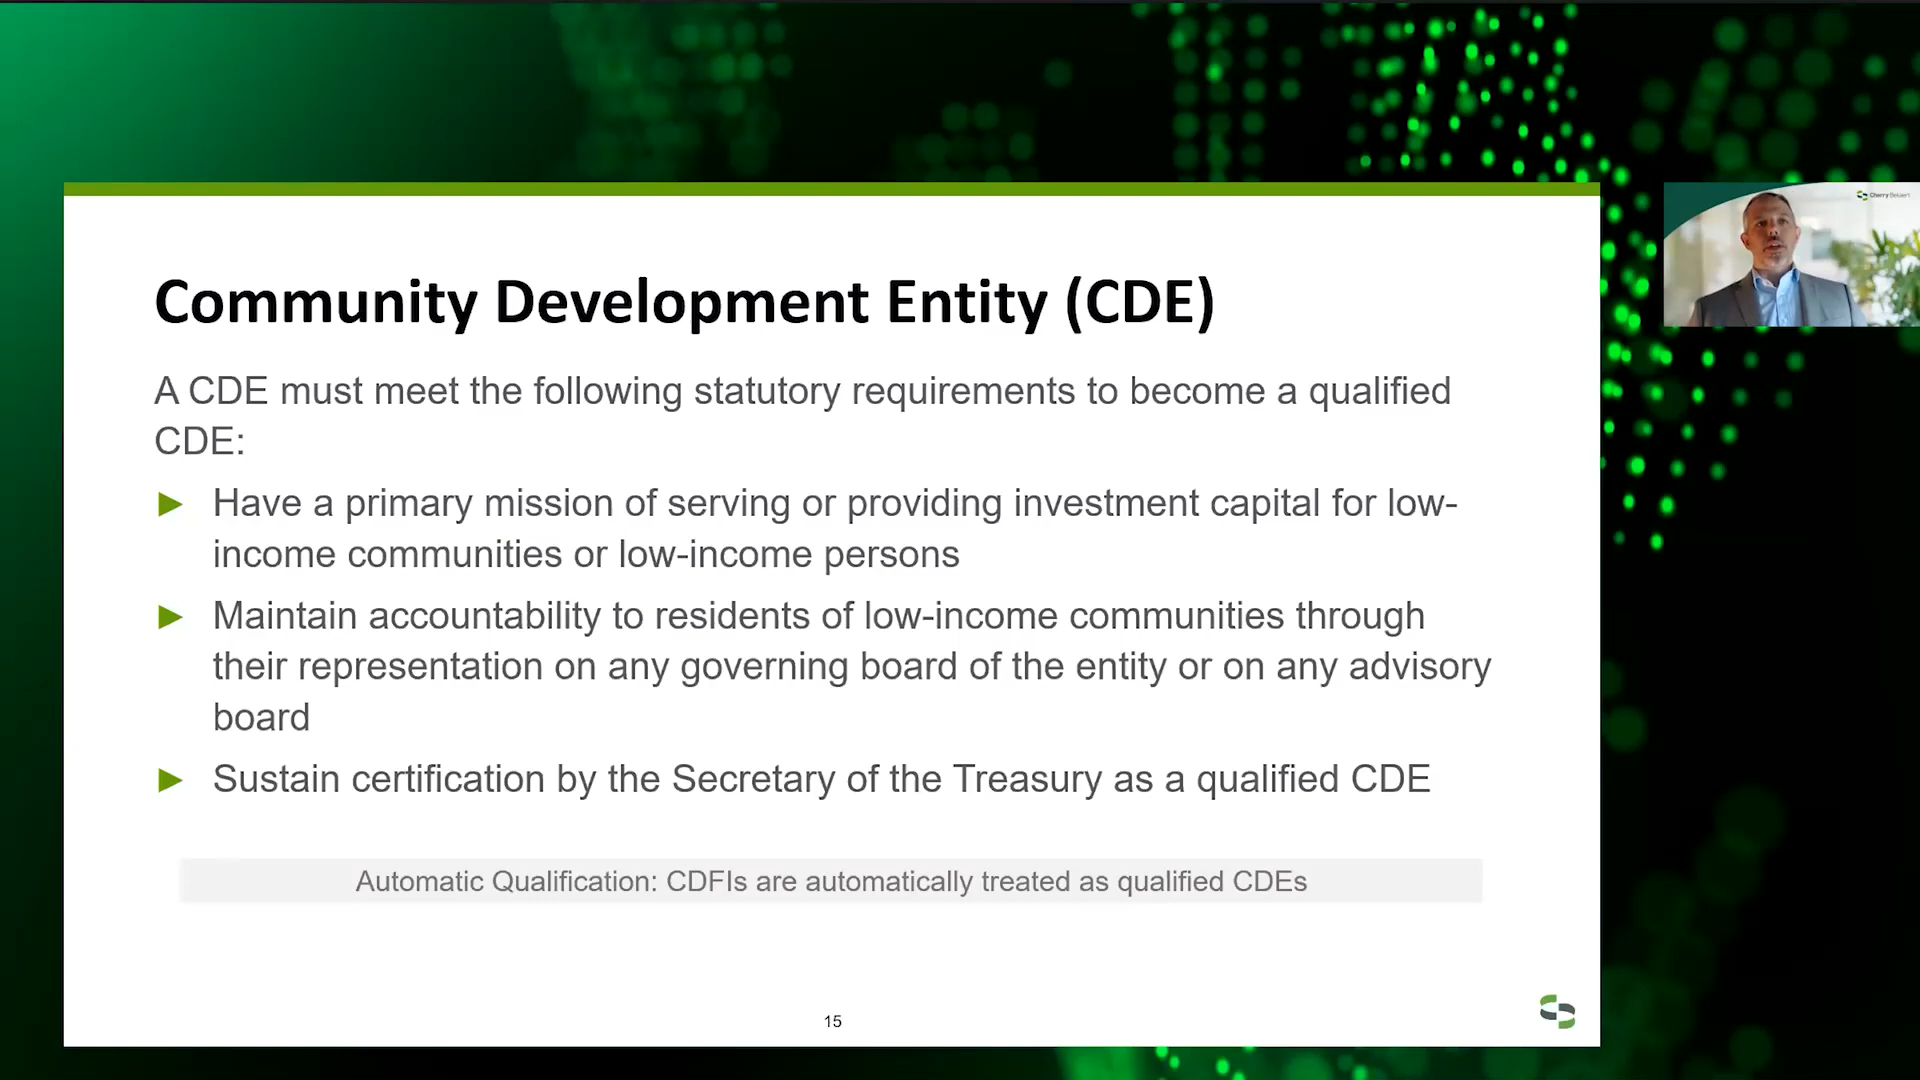 Cherry Bekaert
Community Development Entity (CDE)
A CDE must meet the following statutory requirements to become a qualified
CDE:
► Have a primary mission of serving or providing investment capital for low-
income communities or low-income persons
► Maintain accountability to residents of low-income communities through
their representation on any governing board of the entity or on any advisory
board
► Sustain certification by the Secretary of the Treasury as a qualified CDE
Automatic Qualification: CDFIs are automatically treated as qualified CDEs
15